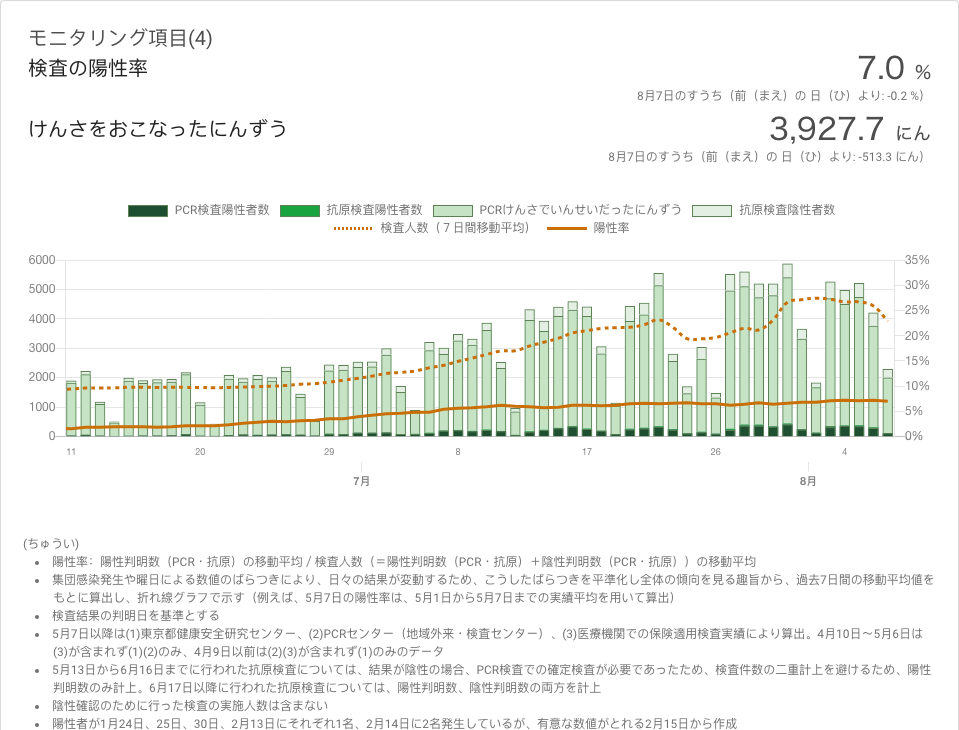 モニタリング項目(4)
検査の陽性率
7.0 %
8月7日のすうち（前（まえ）の 日（ひ）より: -0.2 %）
けんさをおこなったにんずう
3,927.7 にん
8月7日のすうち（前（まえ）の 日（ひ）より: -513.3 にん）
PCR検査陽性者数 抗原検査陽性者数 PCRけんさでいんせいだったにんずう 抗原検査陰性者数
検査人数（７日間移動平均） 陽性率
6000 35%
5000 30%
4000 25%
3000 20%
2000 15%
1000 10%
0 5%
0%
11 20 29 8 17 26 4
7月 8月
(ちゅうい)
• 陽性率：陽性判明数（PCR・抗原）の移動平均 / 検査人数（＝陽性判明数（PCR・抗原）＋陰性判明数（PCR・抗原））の移動平均
• 集団感染発生や曜日による数値のばらつきにより、日々の結果が変動するため、こうしたばらつきを平準化し全体の傾向を見る趣旨から、過去7日間の移動平均値を
もとに算出し、折れ線グラフで示す（例えば、5月7日の陽性率は、5月1日から5月7日までの実績平均を用いて算出）
• 検査結果の判明日を基準とする
• 5月7日以降は(1)東京都健康安全研究センター、(2)PCRセンター（地域外来・検査センター）、(3)医療機関での保険適用検査実績により算出。4月10日～5月6日は
(3)が含まれず(1)(2)のみ、4月9日以前は(2)(3)が含まれず(1)のみのデータ
• 5月13日から6月16日までに行われた抗原検査については、結果が陰性の場合、PCR検査での確定検査が必要であったため、検査件数の二重計上を避けるため、陽性
判明数のみ計上。6月17日以降に行われた抗原検査については、陽性判明数、陰性判明数の両方を計上
• 陰性確認のために行った検査の実施人数は含まない
• 陽性者が1月24日、25日、30日、2月13日にそれぞれ1名、2月14日に2名発生しているが、有意な数値がとれる2月15日から作成